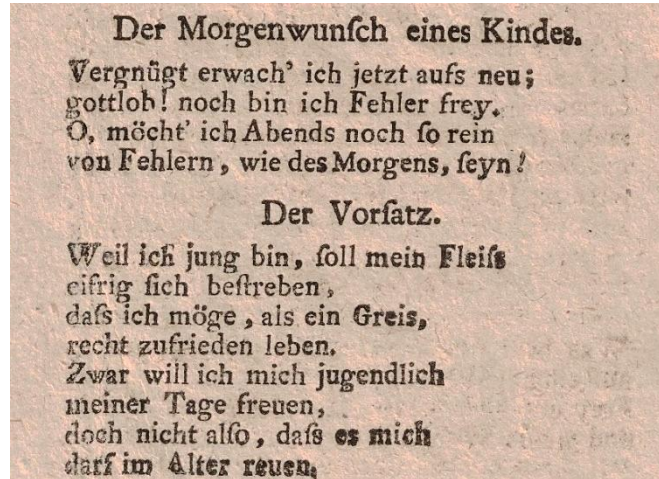 Der Morgenwunſch eines Kindes.
Vergnügt erwach' ich jetzt aufs neu;
gottlob! noch bin ich Fehler frey.
O, möcht' ich Abends noch ſo rein
von Fehlern, wie des Morgens, ſeyn!
Der Vorſatz.
Weil ich jung bin, ſoll mein Fleiſs
eifrig ſich beſtreben,
daſs ich möge, als ein Greis,
recht zufrieden leben.
Zwar will ich mich jugendlich
meiner Tage freuen,
doch nicht alſo, daſs es mich
darf im Alter reuen.